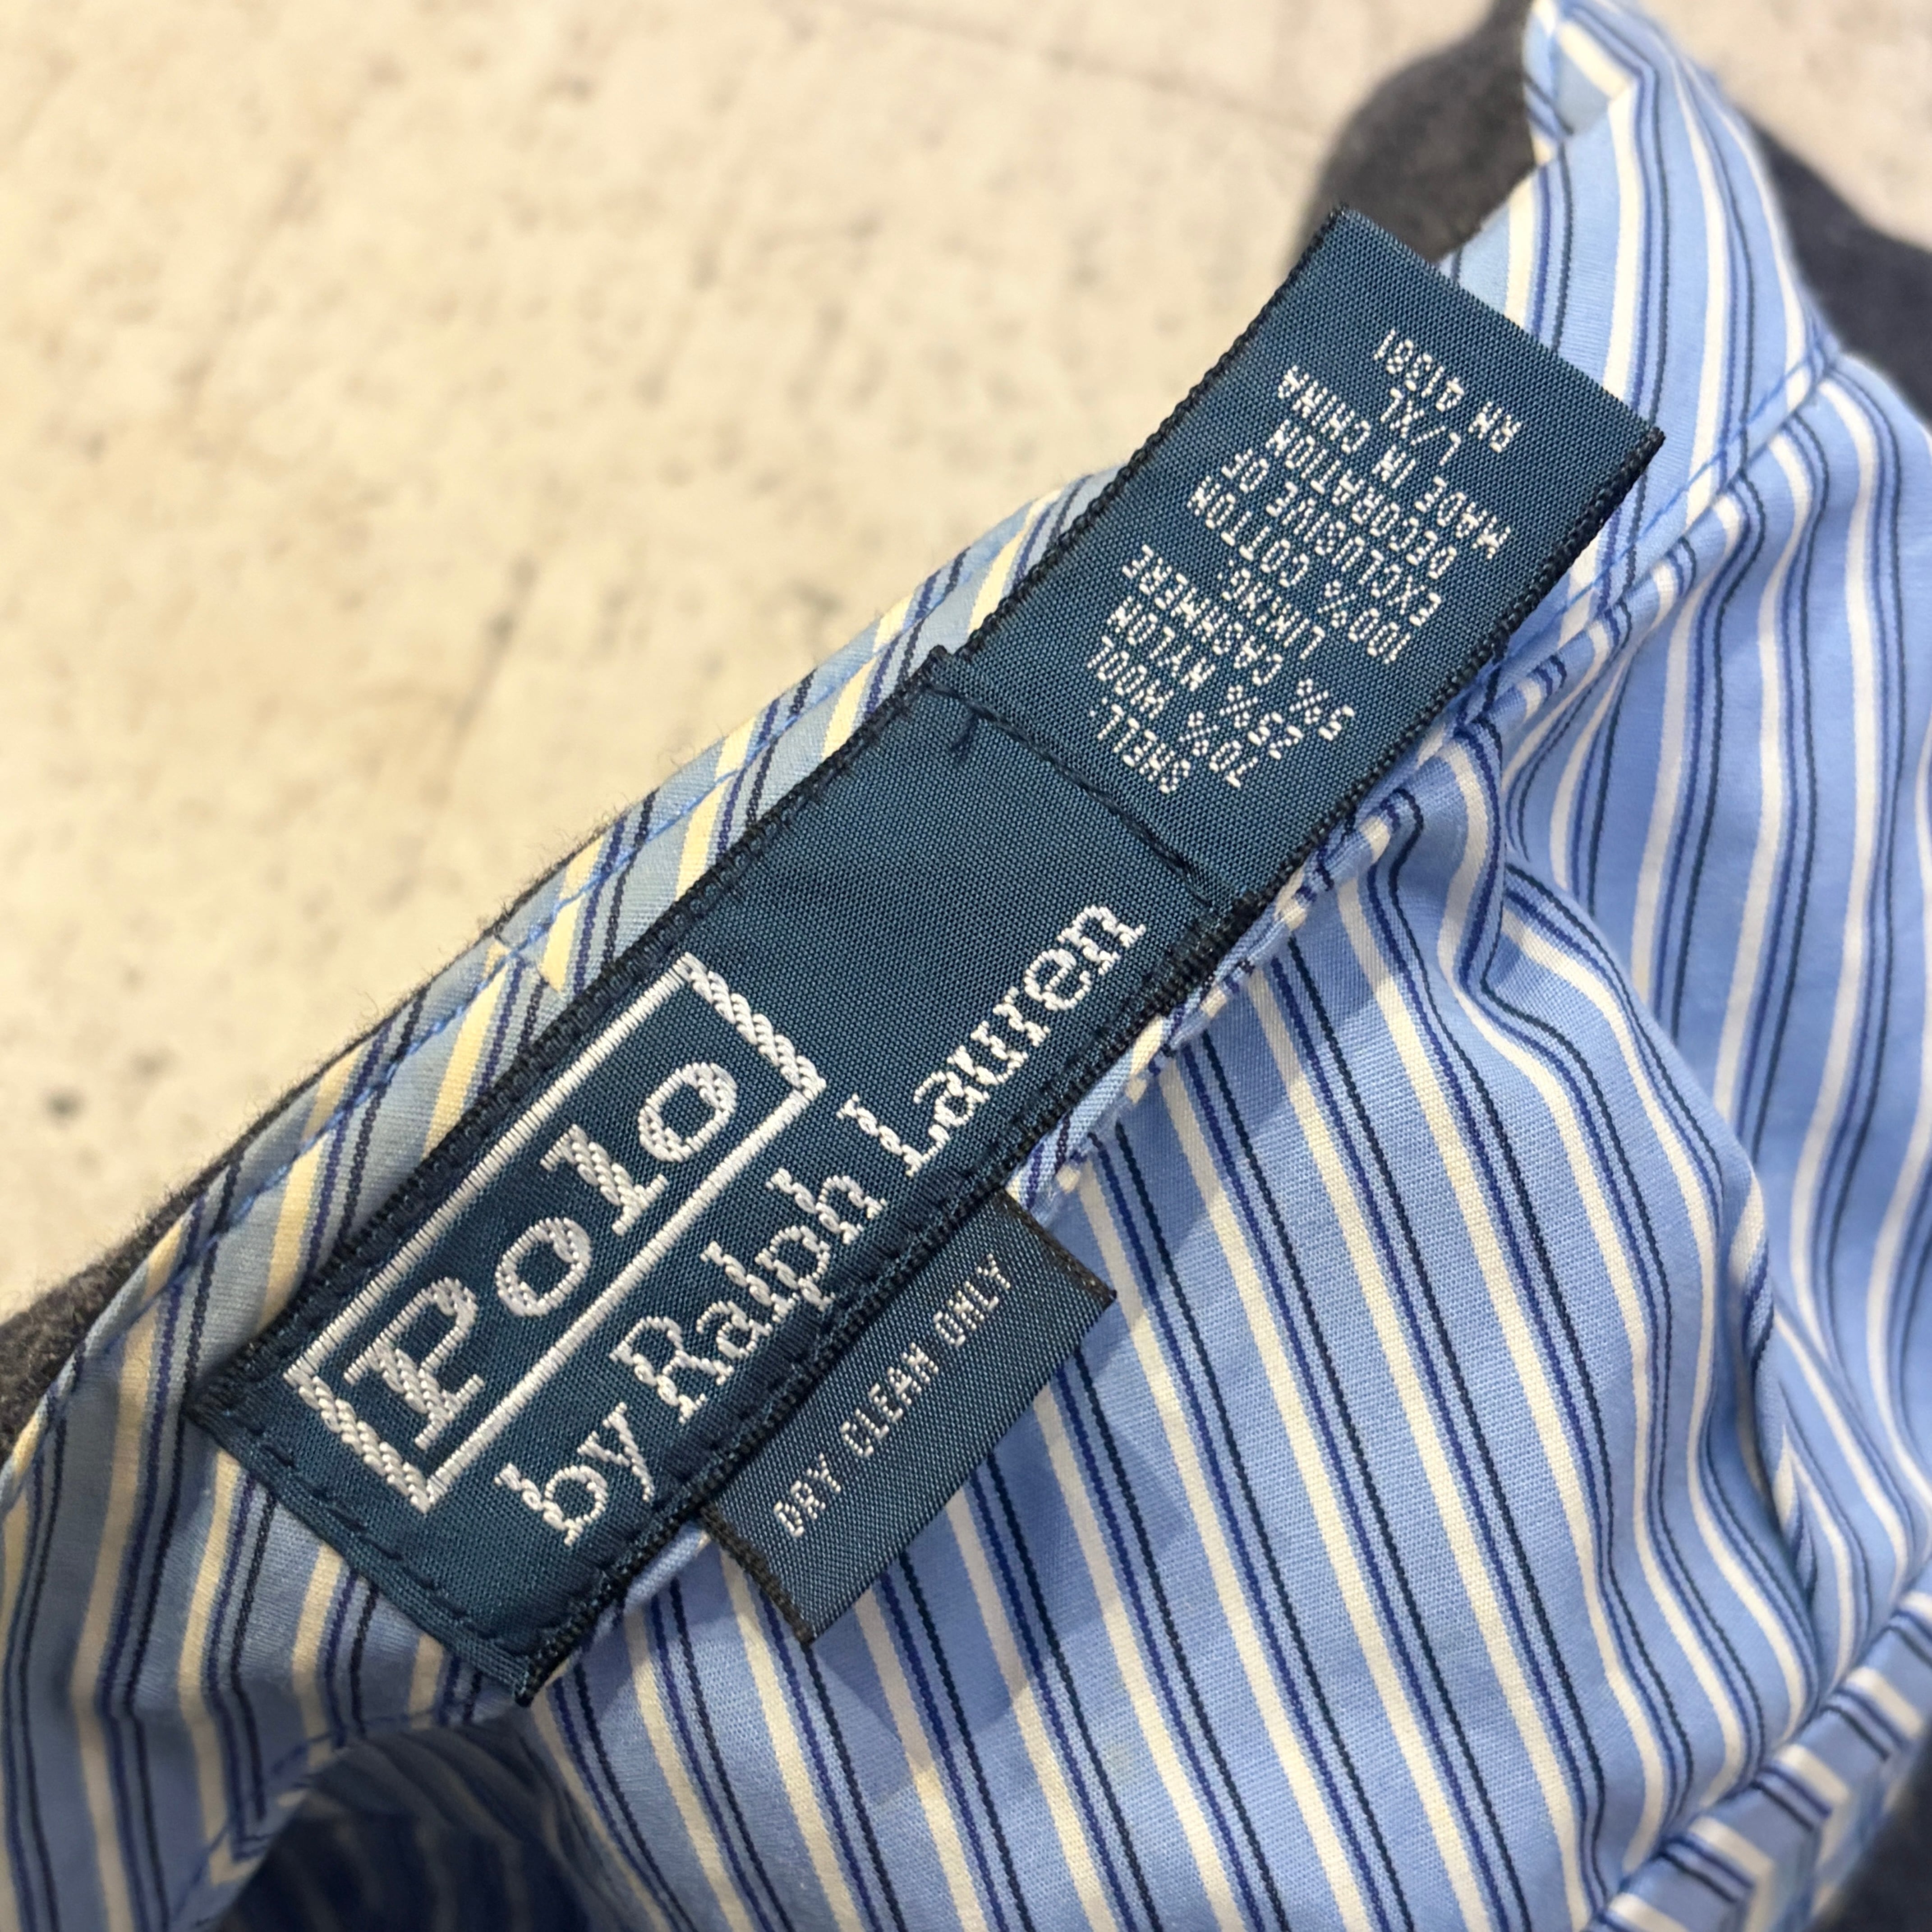 Polo
by Ralph Lauren
SHELL:
70% WOOL
25% NYLON
5% CASHMERE
LINING:
100% COTTON
EXCLUSIVE OF
DECORATION
MADE IN CHINA
L/XL
RN 41381
DRY CLEAN ONLY